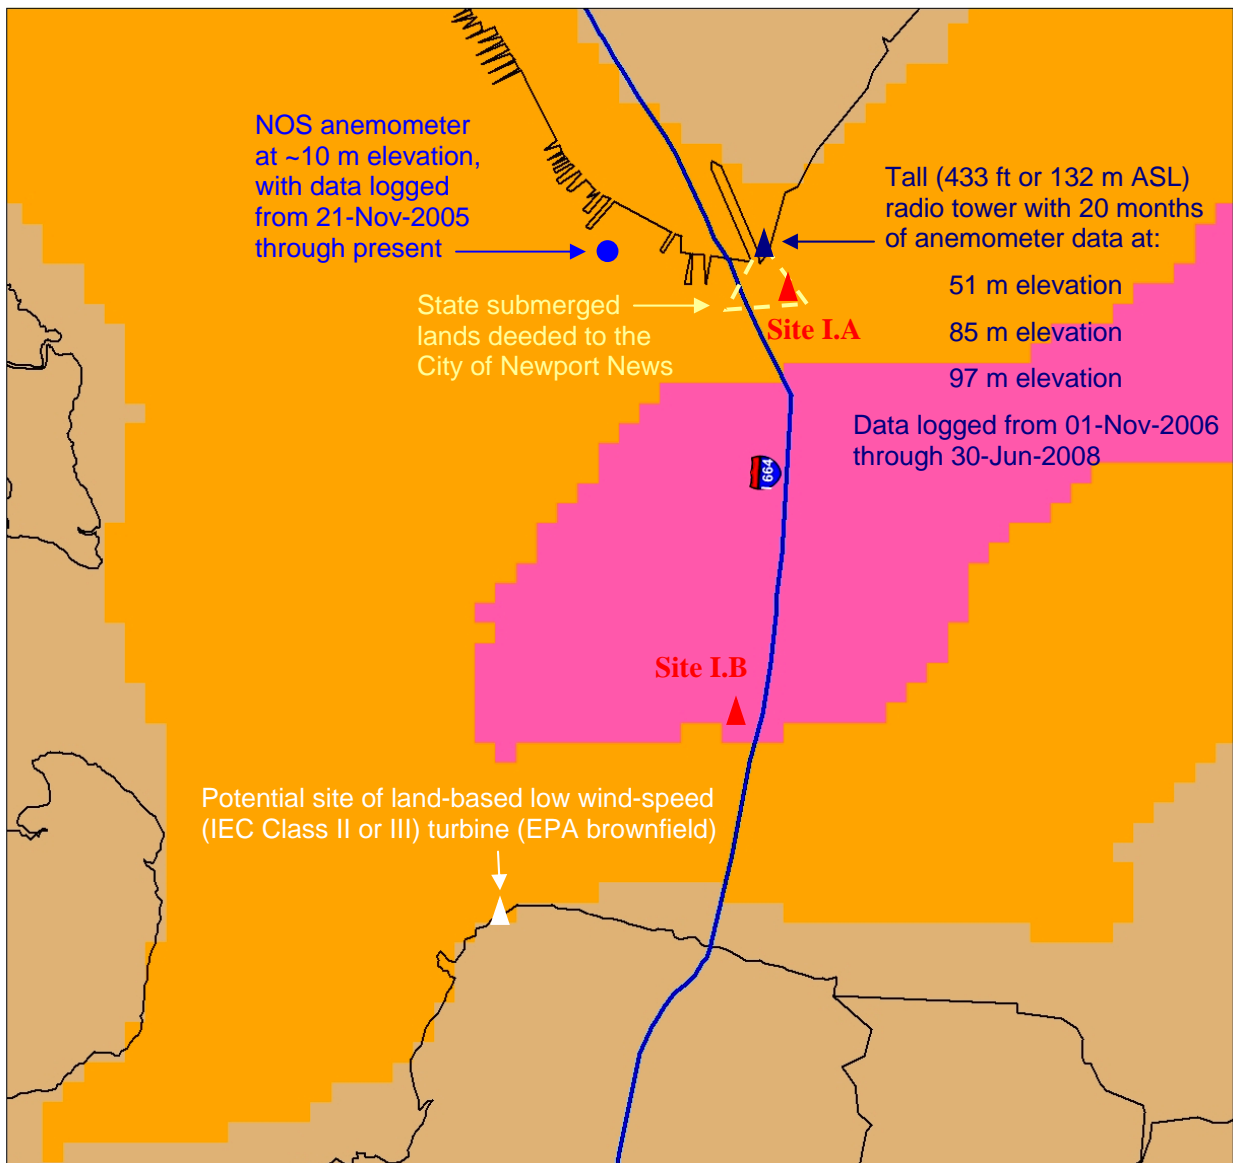 NOS anemometer
at ~10 m elevation,
with data logged
from 21-Nov-2005
through present
Tall (433 ft or 132 m ASL)
radio tower with 20 months
of anemometer data at:
51 m elevation
85 m elevation
97 m elevation
Data logged from 01-Nov-2006
through 30-Jun-2008
State submerged
lands deeded to the
City of Newport News
Site I.A
I 664
Site I.B
Potential site of land-based low wind-speed
(IEC Class II or III) turbine (EPA brownfield)